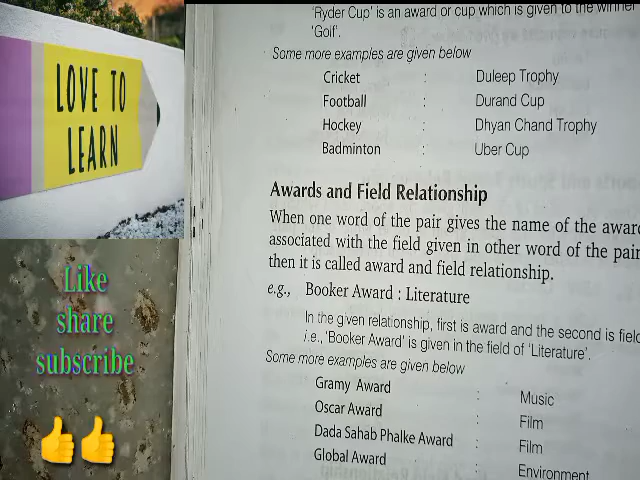 LOVE TO
LEARN
Like
share
subscribe
'Ryder Cup' is an award or cup which is given to the winner
'Golf'.
Some more examples are given below
Cricket : Duleep Trophy
Football : Durand Cup
Hockey : Dhyan Chand Trophy
Badminton : Uber Cup
Awards and Field Relationship
When one word of the pair gives the name of the awar
associated with the field given in other word of the pair
then it is called award and field relationship.
e.g., Booker Award : Literature
In the given relationship, first is award and the second is fiel
i.e., 'Booker Award' is given in the field of 'Literature'.
Some more examples are given below
Gramy Award : Music
Oscar Award : Film
Dada Sahab Phalke Award : Film
Global Award : Environment